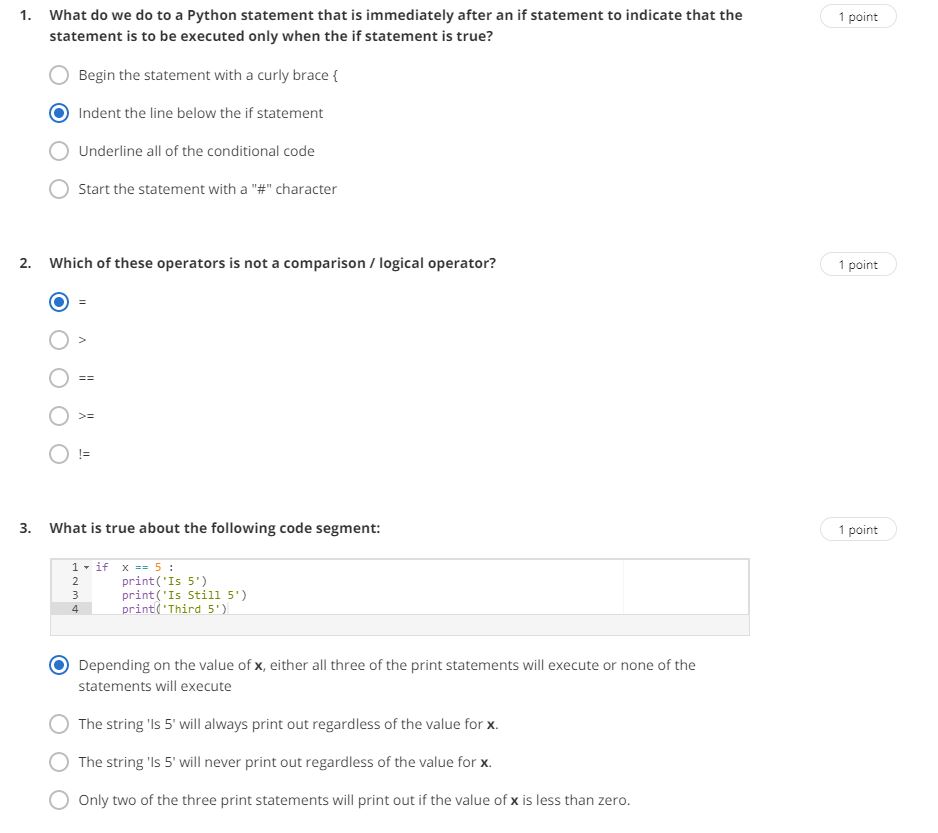 1. What do we do to a Python statement that is immediately after an if statement to indicate that the
statement is to be executed only when the if statement is true?
1 point
Begin the statement with a curly brace {
Indent the line below the if statement
Underline all of the conditional code
Start the statement with a "#" character
2. Which of these operators is not a comparison / logical operator?
1 point
=
>
==
>=
!=
3. What is true about the following code segment:
1 point
1 if x == 5 :
2 print('Is 5')
3 print('Is Still 5')
4 print('Third 5')
Depending on the value of x, either all three of the print statements will execute or none of the
statements will execute
The string 'Is 5' will always print out regardless of the value for x.
The string 'Is 5' will never print out regardless of the value for x.
Only two of the three print statements will print out if the value of x is less than zero.